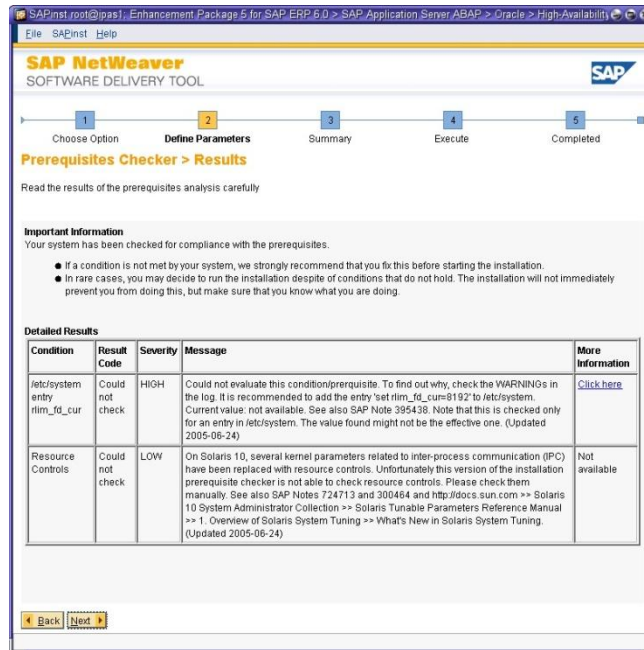 SAPinst root@ipas1: Enhancement Package 5 for SAP ERP 6.0 > SAP Application Server ABAP > Oracle > High-Availability
File SAPinst Help
SAP NetWeaver
SOFTWARE DELIVERY TOOL
SAP
1 2 3 4 5
Choose Option Define Parameters Summary Execute Completed
Prerequisites Checker > Results
Read the results of the prerequisites analysis carefully
Important Information
Your system has been checked for compliance with the prerequisites.
● If a condition is not met by your system, we strongly recommend that you fix this before starting the installation.
● In rare cases, you may decide to run the installation despite of conditions that do not hold. The installation will not immediately
prevent you from doing this, but make sure that you know what you are doing.
Detailed Results
Condition Result Code Severity Message More Information
/etc/system
entry
rlim_fd_cur
Could
not
check
HIGH
Could not evaluate this condition/prerquisite. To find out why, check the WARNINGs in
the log. It is recommended to add the entry 'set rlim_fd_cur=8192' to /etc/system.
Current value: not available. See also SAP Note 395438. Note that this is checked only
for an entry in /etc/system. The value found might not be the effective one. (Updated
2005-06-24)
Click here
Resource
Controls
Could
not
check
LOW
On Solaris 10, several kernel parameters related to inter-process communication (IPC)
have been replaced with resource controls. Unfortunately this version of the installation
prerequisite checker is not able to check resource controls. Please check them
manually. See also SAP Notes 724713 and 300464 and http://docs.sun.com >> Solaris
10 System Administrator Collection >> Solaris Tunable Parameters Reference Manual
>> 1. Overview of Solaris System Tuning >> What's New in Solaris System Tuning.
(Updated 2005-06-24)
Not
available
Back Next